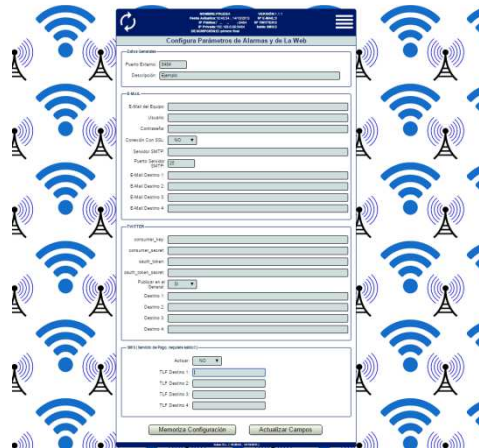 Configura Parámetros de Alarmas y de La Web
Datos Generales
Puerto Externo:
Descripción: Ejemplo
E-MAIL
E-Mail del Equipo:
Usuario:
Contraseña:
Conexión Con SSL: NO
Servidor SMTP:
Puerto Servidor SMTP: 25
E-Mail Destino 1:
E-Mail Destino 2:
E-Mail Destino 3:
E-Mail Destino 4:
TWITTER
consumer_key:
consumer_secret:
oauth_token:
oauth_token_secret:
Publicar en el General: SI
Destino 1:
Destino 2:
Destino 3:
Destino 4:
Activar: NO
TLF Destino 1:
TLF Destino 2:
TLF Destino 3:
TLF Destino 4:
Memoriza Configuración Actualizar Campos